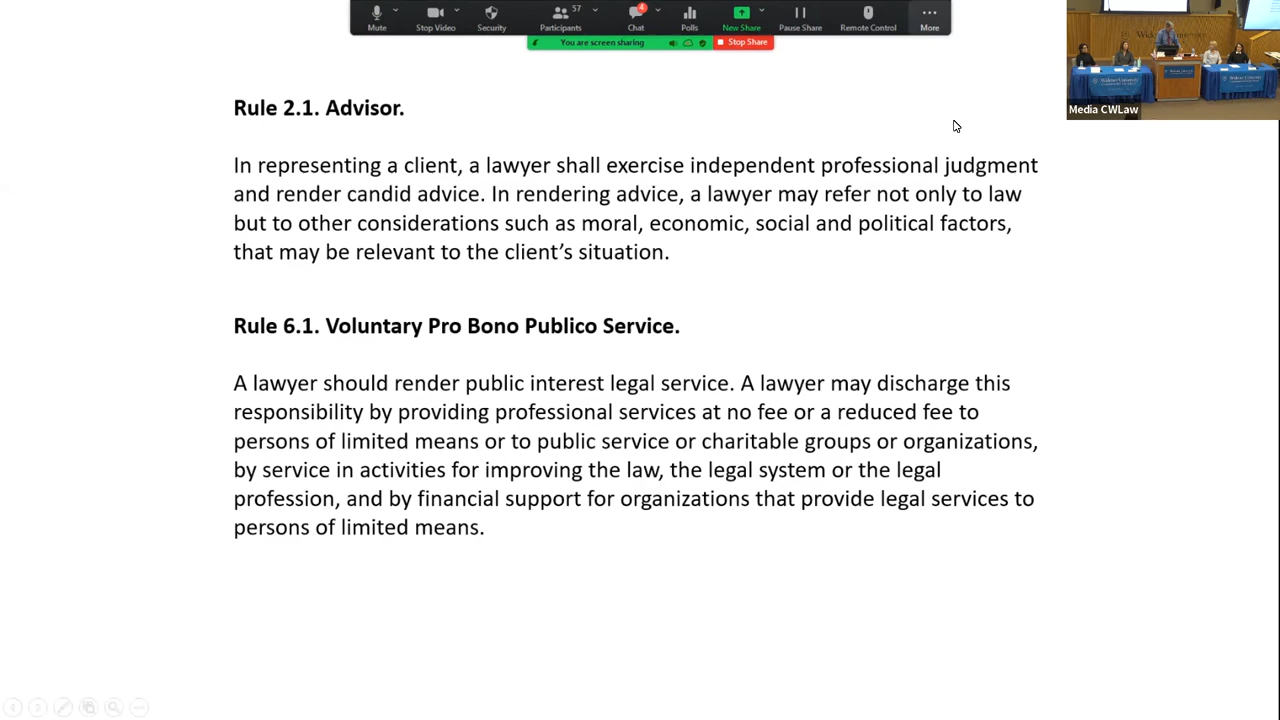 Mute
Stop Video
Security
57
Participants
4
Chat
Polls
New Share
Pause Share
Remote Control
More
You are screen sharing
Stop Share
Media CWLaw
Rule 2.1. Advisor.
In representing a client, a lawyer shall exercise independent professional judgment
and render candid advice. In rendering advice, a lawyer may refer not only to law
but to other considerations such as moral, economic, social and political factors,
that may be relevant to the client’s situation.
Rule 6.1. Voluntary Pro Bono Publico Service.
A lawyer should render public interest legal service. A lawyer may discharge this
responsibility by providing professional services at no fee or a reduced fee to
persons of limited means or to public service or charitable groups or organizations,
by service in activities for improving the law, the legal system or the legal
profession, and by financial support for organizations that provide legal services to
persons of limited means.